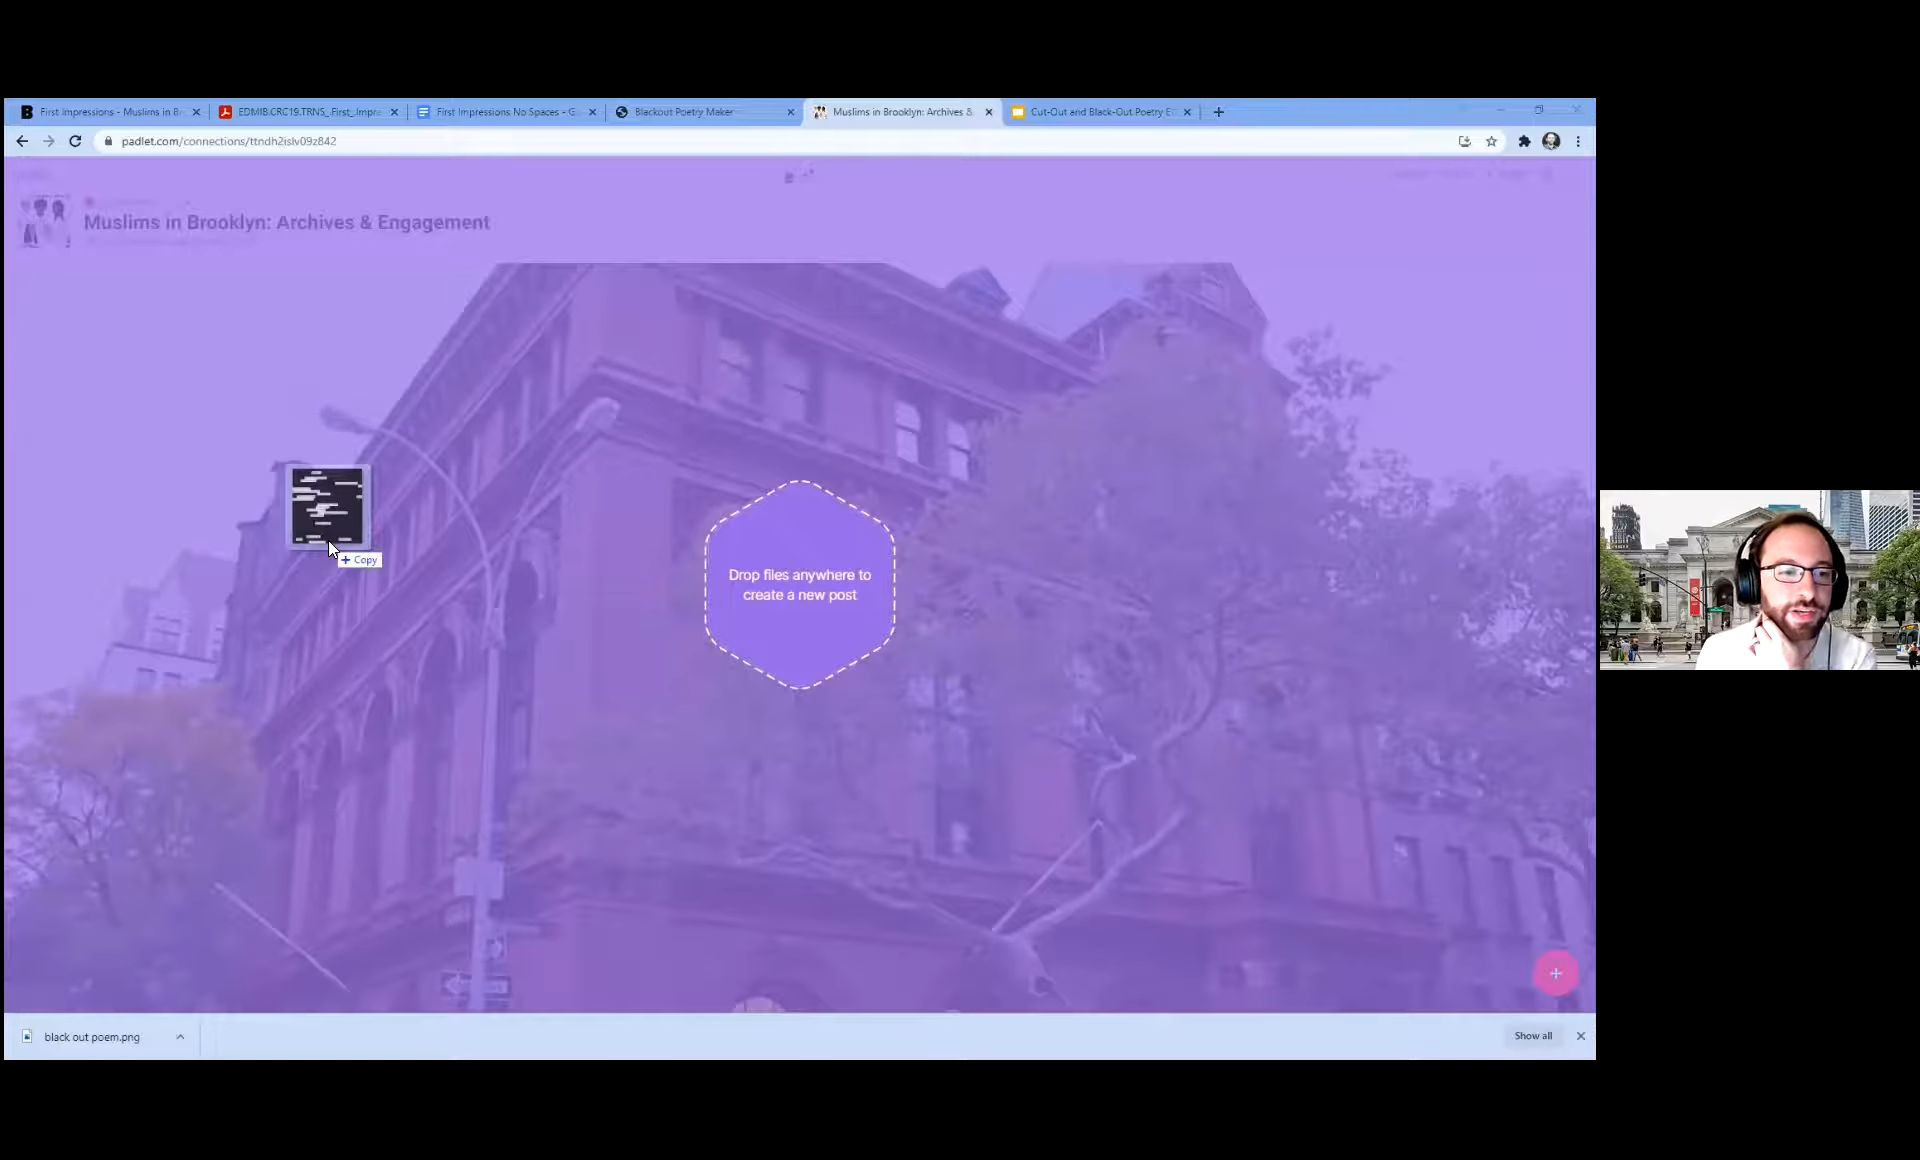 First Impressions - Muslims in B
EDMIB.CRC19.TRNS_First_Impre
First Impressions No Spaces - G
Blackout Poetry Maker
Muslims in Brooklyn: Archives &
Cut-Out and Black-Out Poetry E
padlet.com/connections/ttndh2islv09z842
Muslims in Brooklyn: Archives & Engagement
+ Copy
Drop files anywhere to
create a new post
black out poem.png
Show all